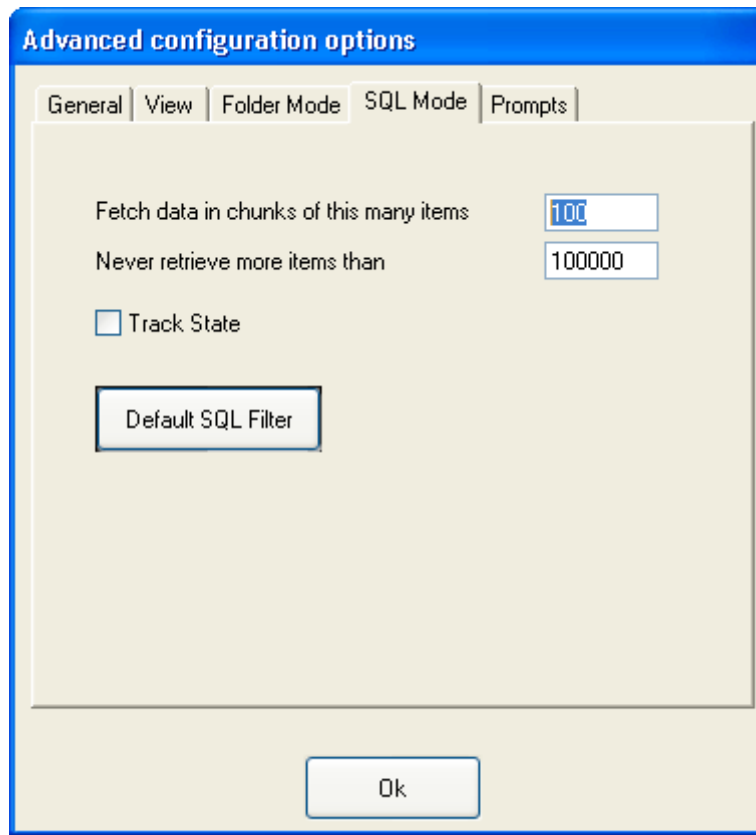 Advanced configuration options
General View Folder Mode SQL Mode Prompts
Fetch data in chunks of this many items 100
Never retrieve more items than 100000
Track State
Default SQL Filter
Ok